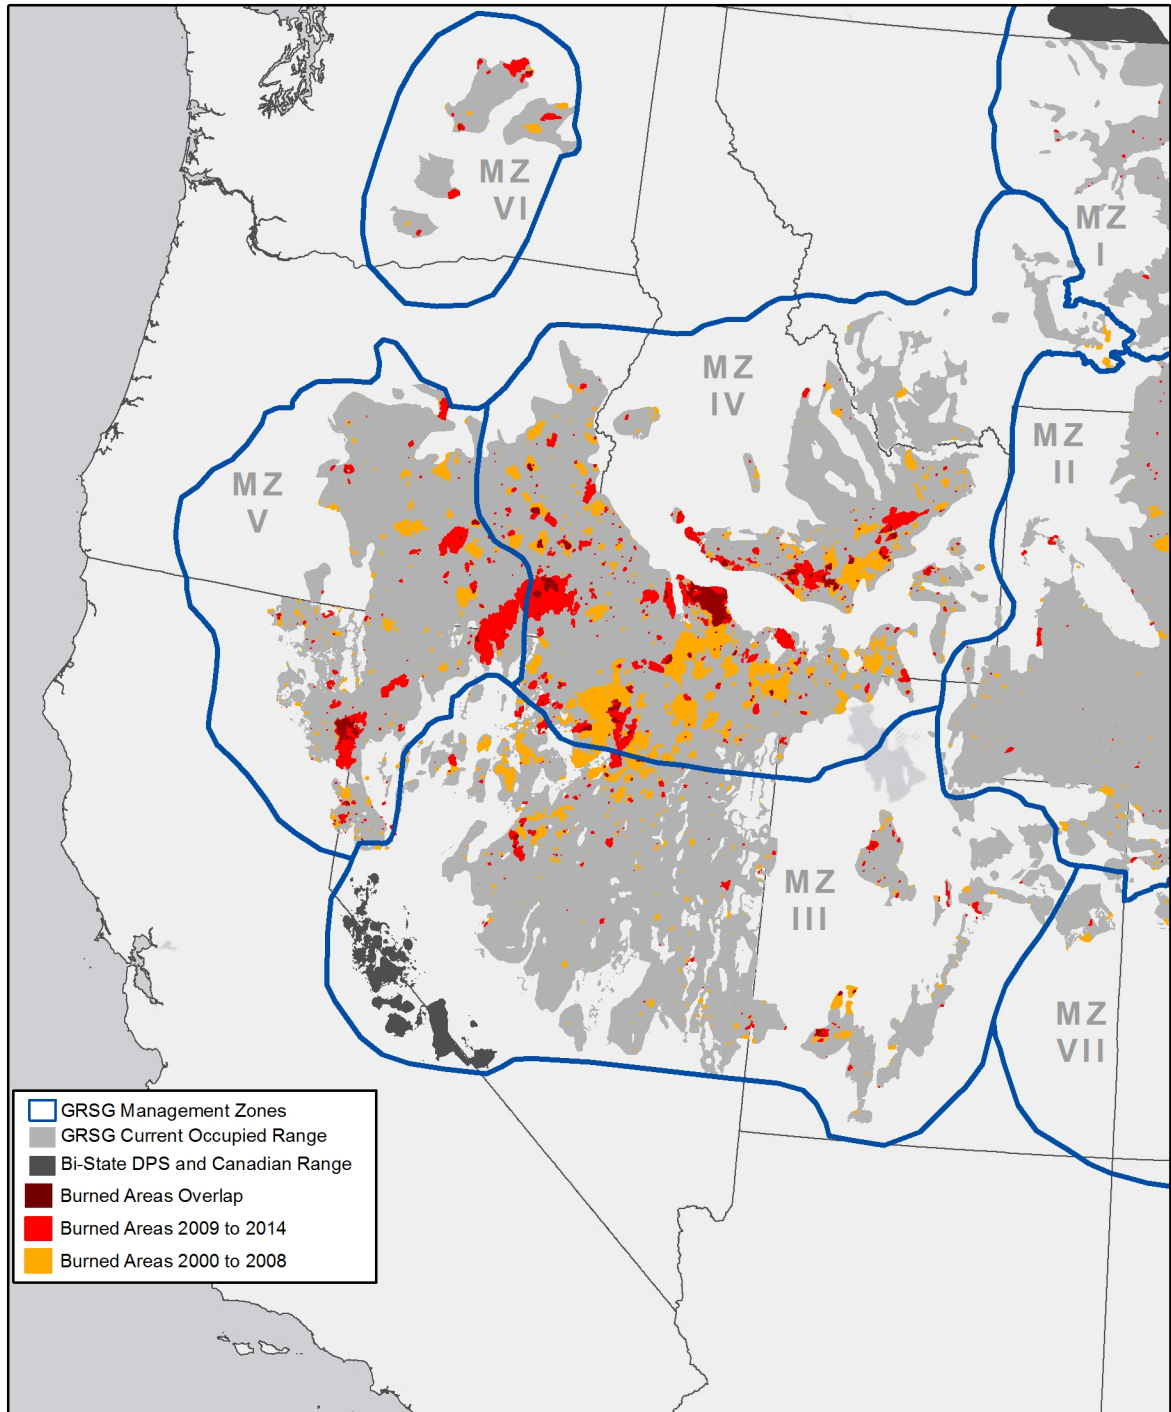 MZ
VI
MZ
I
MZ
IV
MZ
II
MZ
V
MZ
III
MZ
VII
GRSG Management Zones
GRSG Current Occupied Range
Bi-State DPS and Canadian Range
Burned Areas Overlap
Burned Areas 2009 to 2014
Burned Areas 2000 to 2008